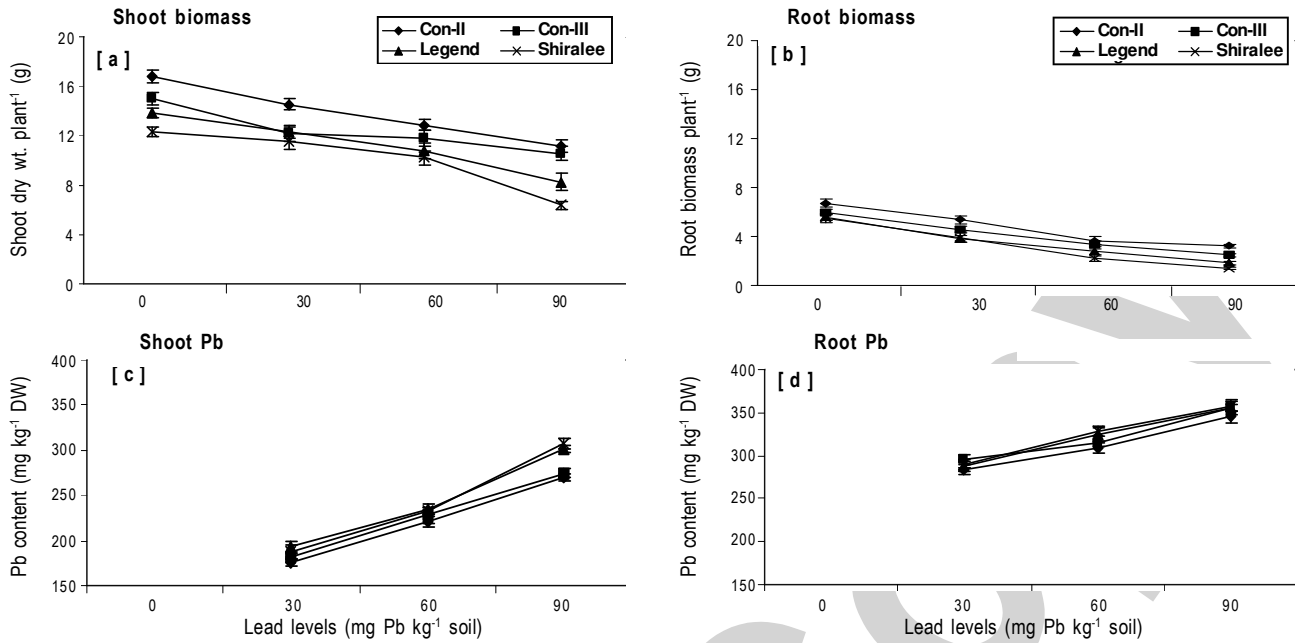 Shoot biomass
Con-II Con-III
Legend Shiralee
[ a ]
Shoot dry wt. plant⁻¹ (g)
20
16
12
8
4
0
0 30 60 90
Root biomass
Con-II Con-III
Legend Shiralee
[ b ]
Root biomass plant⁻¹ (g)
20
16
12
8
4
0
0 30 60 90
Shoot Pb
[ c ]
Pb content (mg kg⁻¹ DW)
400
350
300
250
200
150
0 30 60 90
Lead levels (mg Pb kg⁻¹ soil)
Root Pb
[ d ]
Pb content (mg kg⁻¹ DW)
400
350
300
250
200
150
0 30 60 90
Lead levels (mg Pb kg⁻¹ soil)